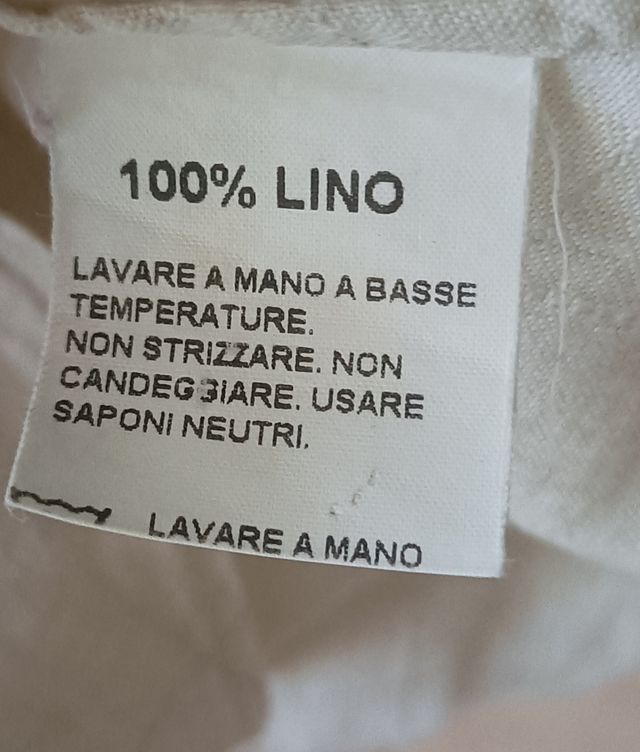 100% LINO
LAVARE A MANO A BASSE
TEMPERATURE.
NON STRIZZARE. NON
CANDEGGIARE. USARE
SAPONI NEUTRI.
LAVARE A MANO